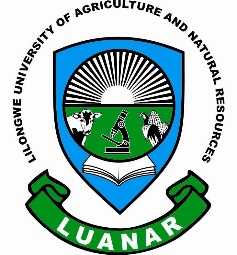 LILONGWE UNIVERSITY OF AGRICULTURE AND NATURAL RESOURCES
LUANAR